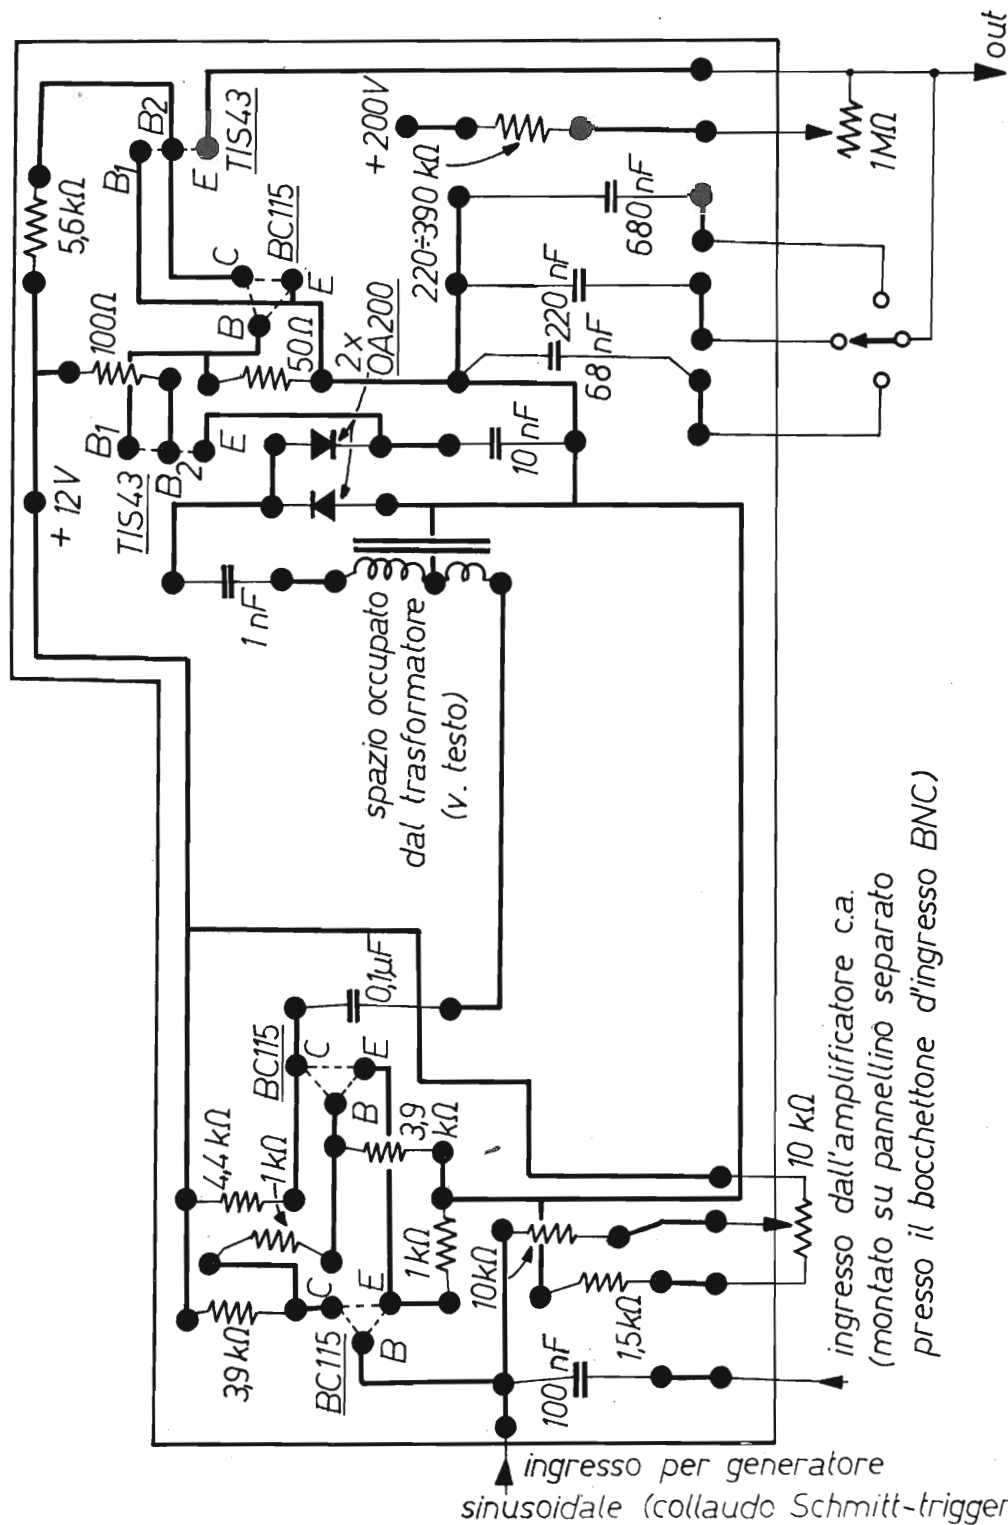 out
1MΩ
+200V
220÷390 kΩ
680 nF
220 nF
68 nF
B1
B2
E
TIS43
5,6kΩ
C
B
E
BC115
100Ω
50Ω
2x
OA200
B1
B2
E
TIS43
+ 12V
10 nF
1 nF
spazio occupato
dal trasformatore
(v. testo)
0,1µF
BC115
C
B
E
4,4 kΩ
1kΩ
3,9
kΩ
3,9kΩ
BC115
C
B
E
1kΩ
10kΩ
1,5kΩ
100 nF
10 kΩ
ingresso dall'amplificatore c.a.
(montato su pannellino separato
presso il bocchettone d'ingresso BNC)
ingresso per generatore
sinusoidale (collaudo Schmitt-trigger